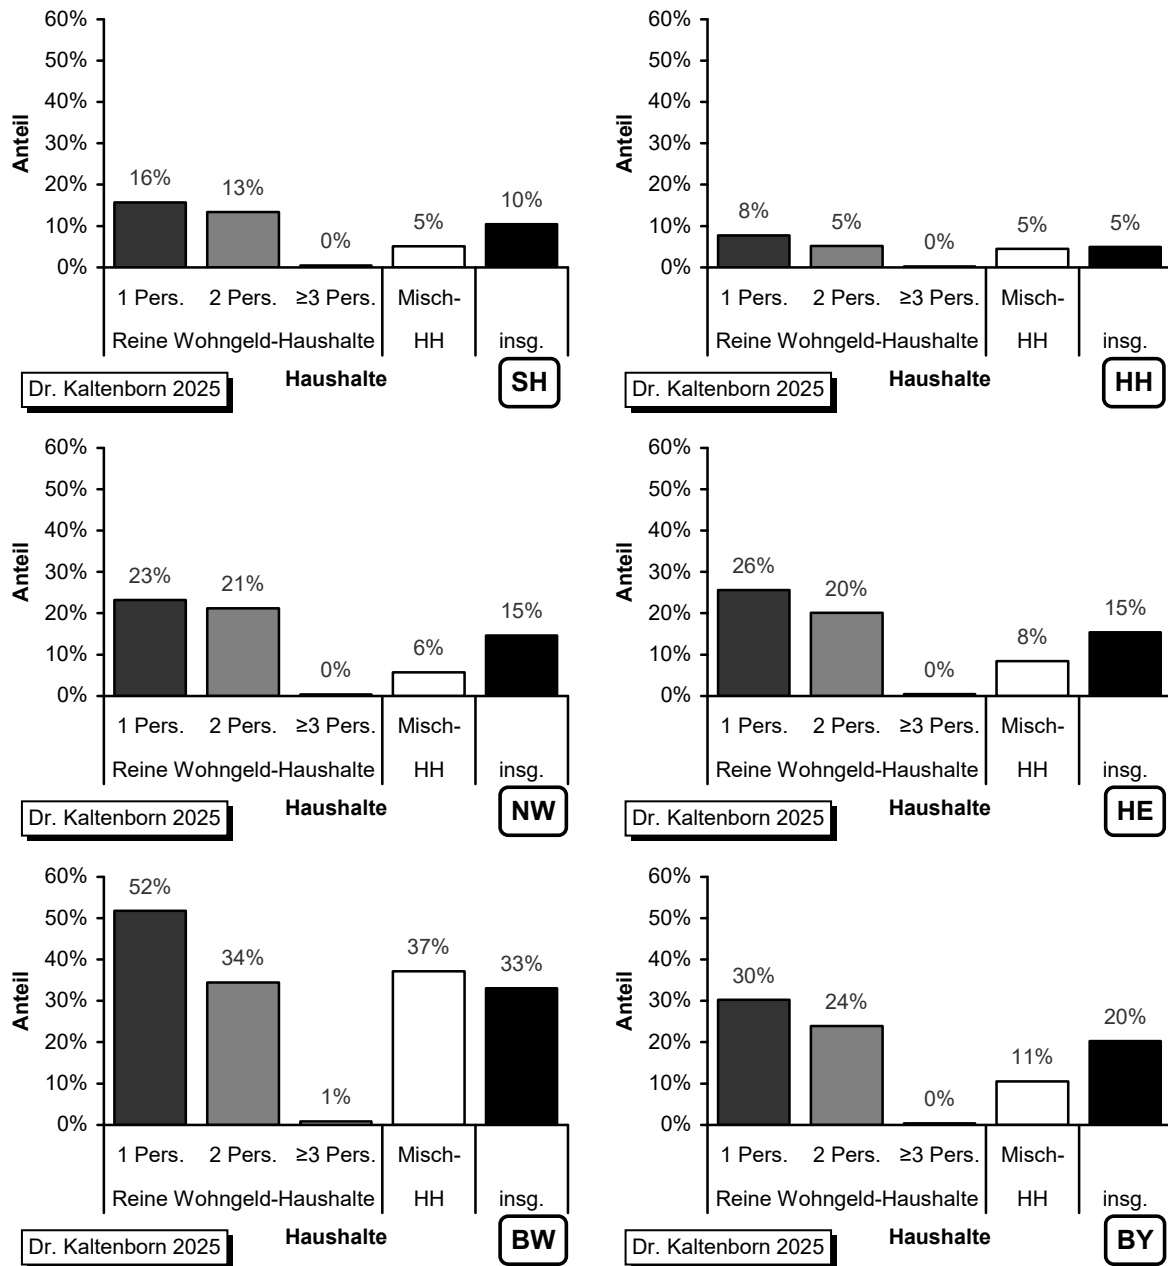 60%
50%
40%
30%
20%
10%
0%
Anteil
16%
13%
0%
5%
10%
1 Pers.
2 Pers.
≥3 Pers.
Misch-
Reine Wohngeld-Haushalte
HH
insg.
Haushalte
Dr. Kaltenborn 2025
SH
60%
50%
40%
30%
20%
10%
0%
Anteil
8%
5%
0%
5%
5%
1 Pers.
2 Pers.
≥3 Pers.
Misch-
Reine Wohngeld-Haushalte
HH
insg.
Haushalte
Dr. Kaltenborn 2025
HH
60%
50%
40%
30%
20%
10%
0%
Anteil
23%
21%
0%
6%
15%
1 Pers.
2 Pers.
≥3 Pers.
Misch-
Reine Wohngeld-Haushalte
HH
insg.
Haushalte
Dr. Kaltenborn 2025
NW
60%
50%
40%
30%
20%
10%
0%
Anteil
26%
20%
0%
8%
15%
1 Pers.
2 Pers.
≥3 Pers.
Misch-
Reine Wohngeld-Haushalte
HH
insg.
Haushalte
Dr. Kaltenborn 2025
HE
60%
50%
40%
30%
20%
10%
0%
Anteil
52%
34%
1%
37%
33%
1 Pers.
2 Pers.
≥3 Pers.
Misch-
Reine Wohngeld-Haushalte
HH
insg.
Haushalte
Dr. Kaltenborn 2025
BW
60%
50%
40%
30%
20%
10%
0%
Anteil
30%
24%
0%
11%
20%
1 Pers.
2 Pers.
≥3 Pers.
Misch-
Reine Wohngeld-Haushalte
HH
insg.
Haushalte
Dr. Kaltenborn 2025
BY